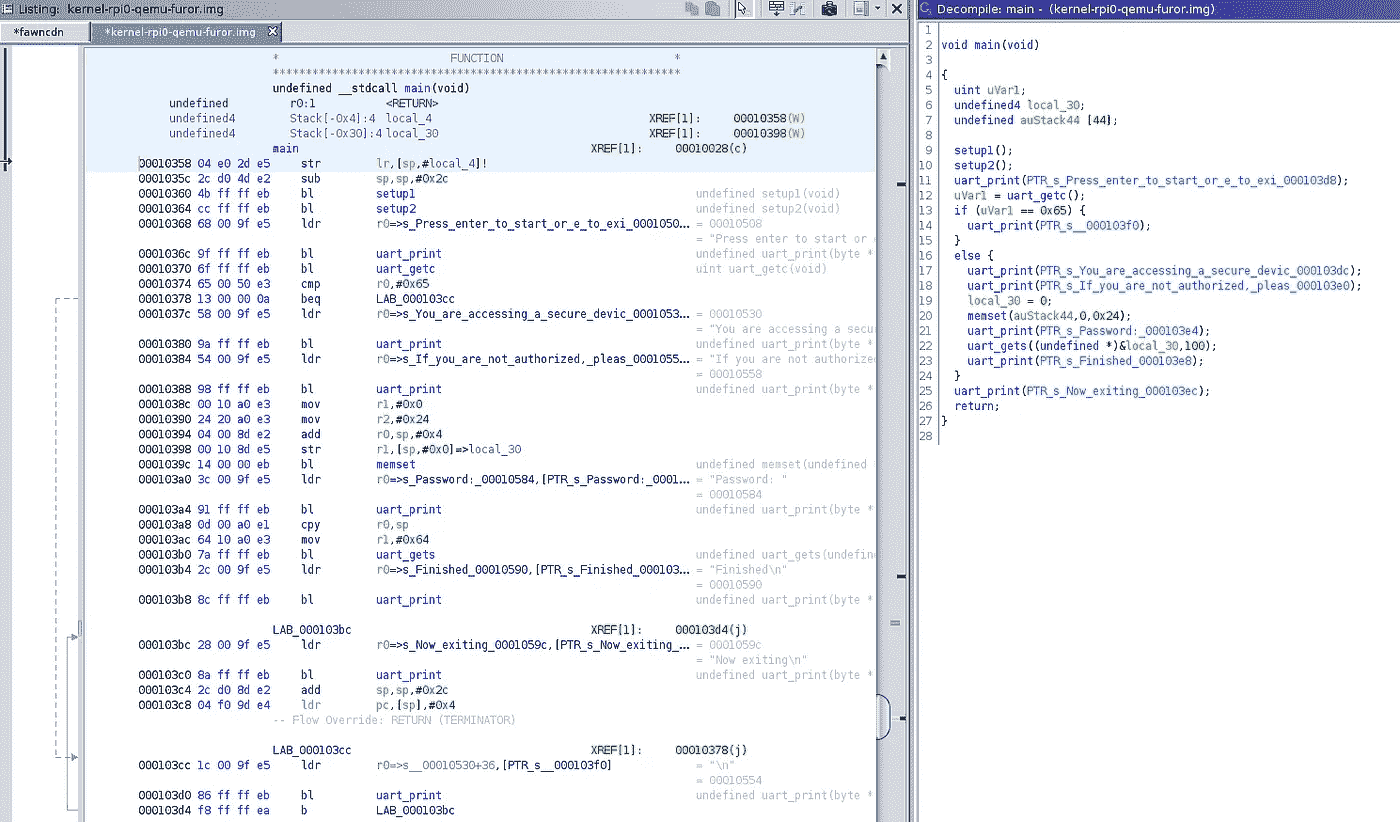 Listing: kernel-rpi0-qemu-furor.img
*fawncdn
*kernel-rpi0-qemu-furor.img
* FUNCTION *
************************************************************
undefined __stdcall main(void)
undefined r0:1 <RETURN>
undefined4 Stack[-0x4]:4 local_4 XREF[1]: 00010358(W)
undefined4 Stack[-0x30]:4 local_30 XREF[1]: 00010398(W)
main XREF[1]: 00010028(c)
00010358 04 e0 2d e5 str lr,[sp,#local_4]!
0001035c 2c d0 4d e2 sub sp,sp,#0x2c
00010360 4b ff ff eb bl setup1 undefined setup1(void)
00010364 cc ff ff eb bl setup2 undefined setup2(void)
00010368 68 00 9f e5 ldr r0=>s_Press_enter_to_start_or_e_to_exi_0001050... = 00010508
= "Press enter to start or
0001036c 9f ff ff eb bl uart_print undefined uart_print(byte *
00010370 6f ff ff eb bl uart_getc uint uart_getc(void)
00010374 65 00 50 e3 cmp r0,#0x65
00010378 13 00 00 0a beq LAB_000103cc
0001037c 58 00 9f e5 ldr r0=>s_You_are_accessing_a_secure_devic_0001053... = 00010530
= "You are accessing a secu
00010380 9a ff ff eb bl uart_print undefined uart_print(byte *
00010384 54 00 9f e5 ldr r0=>s_If_you_are_not_authorized,_pleas_0001055... = "If you are not authorize
= 00010558
00010388 98 ff ff eb bl uart_print undefined uart_print(byte *
0001038c 00 10 a0 e3 mov r1,#0x0
00010390 24 20 a0 e3 mov r2,#0x24
00010394 04 00 8d e2 add r0,sp,#0x4
00010398 00 10 8d e5 str r1,[sp,#0x0]=>local_30
0001039c 14 00 00 eb bl memset undefined memset(undefined
000103a0 3c 00 9f e5 ldr r0=>s_Password:_00010584,[PTR_s_Password:_0001... = "Password: "
= 00010584
000103a4 91 ff ff eb bl uart_print undefined uart_print(byte *
000103a8 0d 00 a0 e1 cpy r0,sp
000103ac 64 10 a0 e3 mov r1,#0x64
000103b0 7a ff ff eb bl uart_gets undefined uart_gets(undefin
000103b4 2c 00 9f e5 ldr r0=>s_Finished_00010590,[PTR_s_Finished_000103... = "Finished\n"
= 00010590
000103b8 8c ff ff eb bl uart_print undefined uart_print(byte *
LAB_000103bc XREF[1]: 000103d4(j)
000103bc 28 00 9f e5 ldr r0=>s_Now_exiting_0001059c,[PTR_s_Now_exiting_... = 0001059c
= "Now exiting\n"
000103c0 8a ff ff eb bl uart_print undefined uart_print(byte *
000103c4 2c d0 8d e2 add sp,sp,#0x2c
000103c8 04 f0 9d e4 ldr pc,[sp],#0x4
-- Flow Override: RETURN (TERMINATOR)
LAB_000103cc XREF[1]: 00010378(j)
000103cc 1c 00 9f e5 ldr r0=>s__00010530+36,[PTR_s__000103f0] = "\n"
= 00010554
000103d0 86 ff ff eb bl uart_print undefined uart_print(byte *
000103d4 f8 ff ff ea b LAB_000103bc
Decompile: main - (kernel-rpi0-qemu-furor.img)
1
2 void main(void)
3
4 {
5 uint uVar1;
6 undefined4 local_30;
7 undefined auStack44 [44];
8
9 setup1();
10 setup2();
11 uart_print(PTR_s_Press_enter_to_start_or_e_to_exi_000103d8);
12 uVar1 = uart_getc();
13 if (uVar1 == 0x65) {
14 uart_print(PTR_s__000103f0);
15 }
16 else {
17 uart_print(PTR_s_You_are_accessing_a_secure_devic_000103dc);
18 uart_print(PTR_s_If_you_are_not_authorized,_pleas_000103e0);
19 local_30 = 0;
20 memset(auStack44,0,0x24);
21 uart_print(PTR_s_Password:_000103e4);
22 uart_gets((undefined *)&local_30,100);
23 uart_print(PTR_s_Finished_000103e8);
24 }
25 uart_print(PTR_s_Now_exiting_000103ec);
26 return;
27 }
28